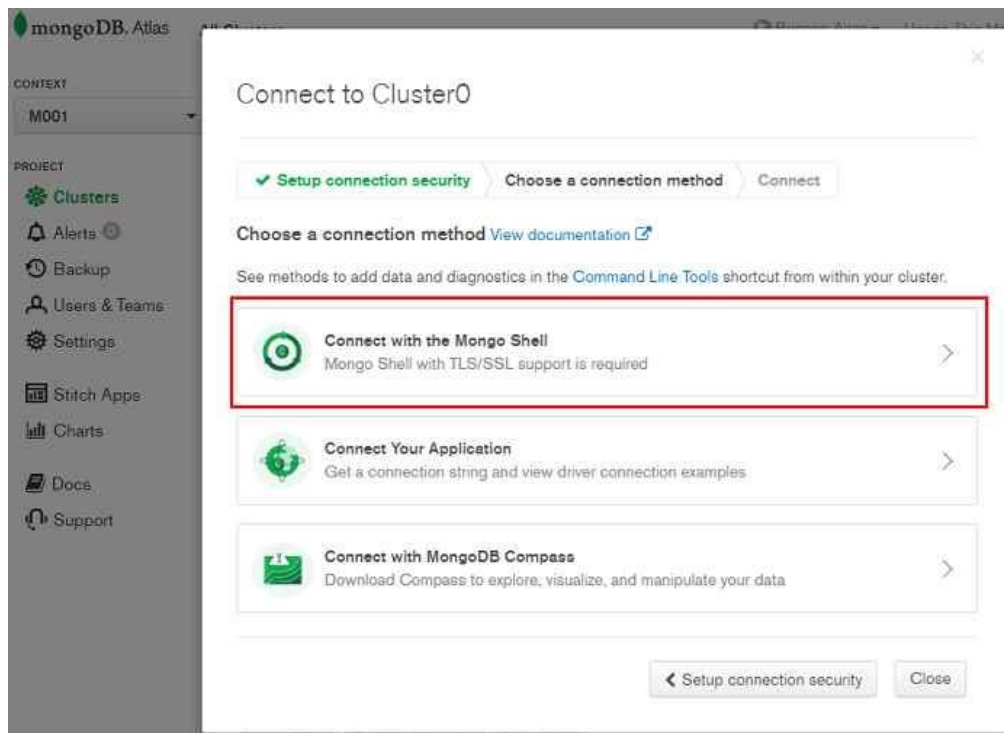 mongoDB. Atlas
All Clusters
CONTEXT
M001
PROJECT
Clusters
Alerts 0
Backup
Users & Teams
Settings
Stitch Apps
Charts
Docs
Support
Connect to Cluster0
Setup connection security
Choose a connection method
Connect
Choose a connection method View documentation
See methods to add data and diagnostics in the Command Line Tools shortcut from within your cluster.
Connect with the Mongo Shell
Mongo Shell with TLS/SSL support is required
Connect Your Application
Get a connection string and view driver connection examples
Connect with MongoDB Compass
Download Compass to explore, visualize, and manipulate your data
Setup connection security
Close